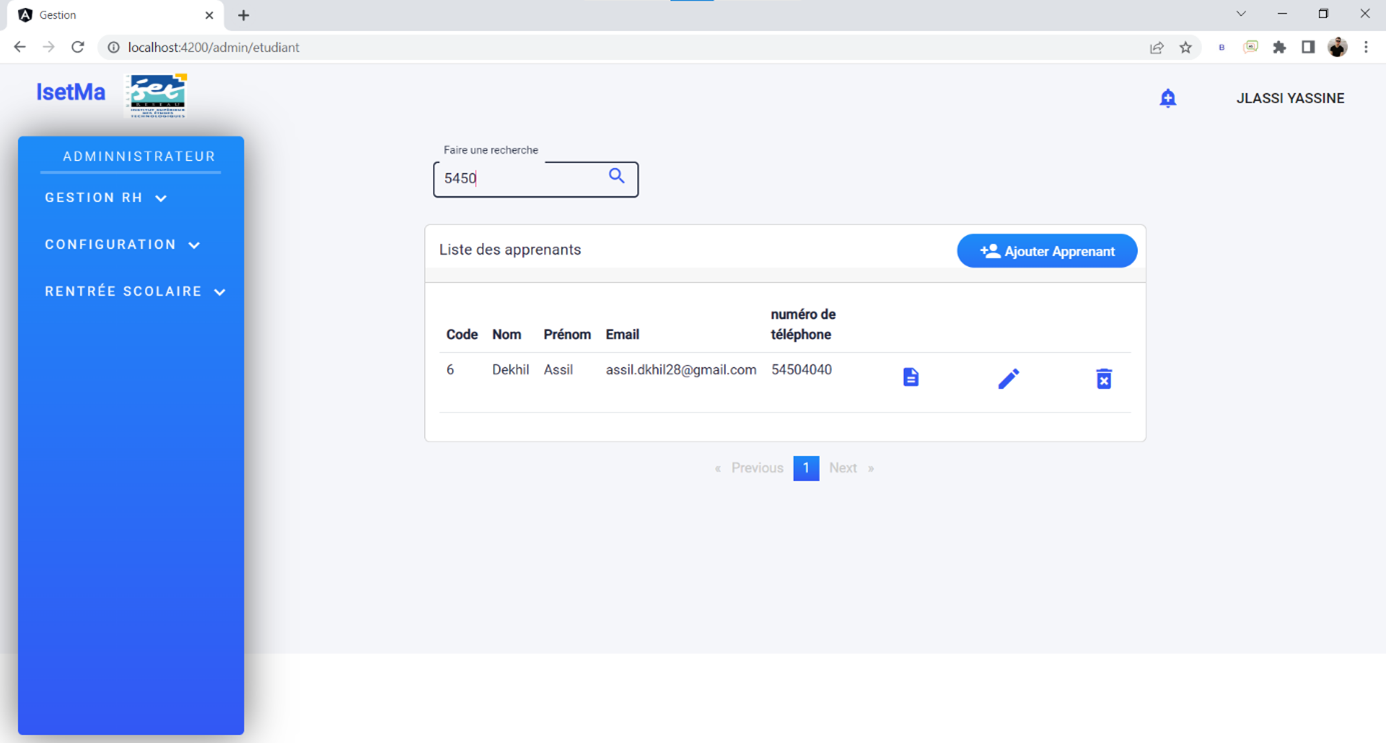 Gestion
localhost:4200/admin/etudiant
IsetMa
JLASSI YASSINE
ADMINNISTRATEUR
GESTION RH
CONFIGURATION
RENTRÉE SCOLAIRE
Faire une recherche
5450
Liste des apprenants
Ajouter Apprenant
Code Nom Prénom Email numéro de
téléphone
6 Dekhil Assil assil.dkhil28@gmail.com 54504040
« Previous 1 Next »